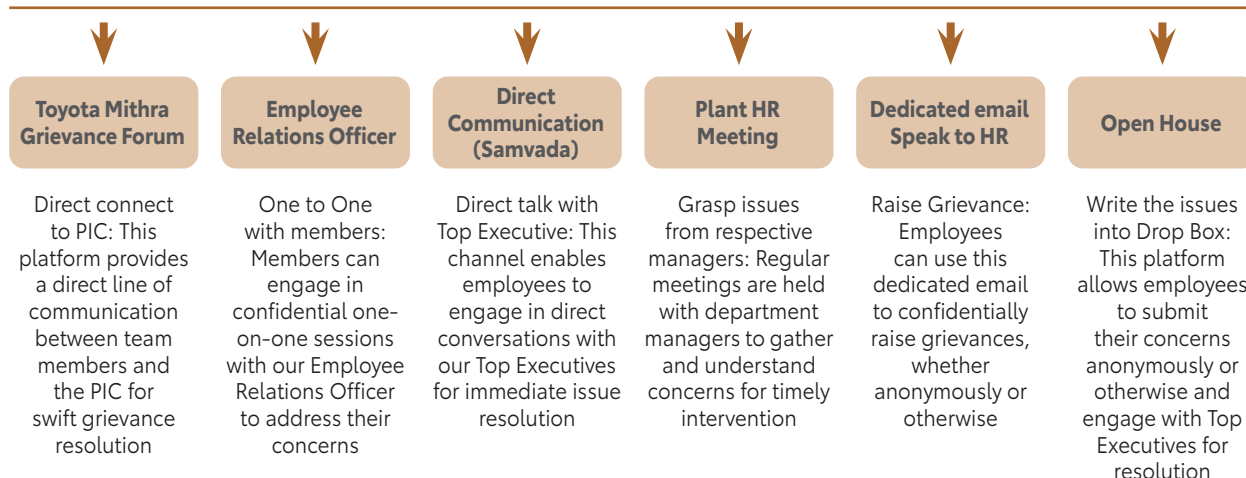 Toyota Mithra
Grievance Forum
Direct connect
to PIC: This
platform provides
a direct line of
communication
between team
members and
the PIC for
swift grievance
resolution
Employee
Relations Officer
One to One
with members:
Members can
engage in
confidential one-
on-one sessions
with our Employee
Relations Officer
to address their
concerns
Direct
Communication
(Samvada)
Direct talk with
Top Executive: This
channel enables
employees to
engage in direct
conversations with
our Top Executives
for immediate issue
resolution
Plant HR
Meeting
Grasp issues
from respective
managers: Regular
meetings are held
with department
managers to gather
and understand
concerns for timely
intervention
Dedicated email
Speak to HR
Raise Grievance:
Employees
can use this
dedicated email
to confidentially
raise grievances,
whether
anonymously or
otherwise
Open House
Write the issues
into Drop Box:
This platform
allows employees
to submit
their concerns
anonymously or
otherwise and
engage with Top
Executives for
resolution